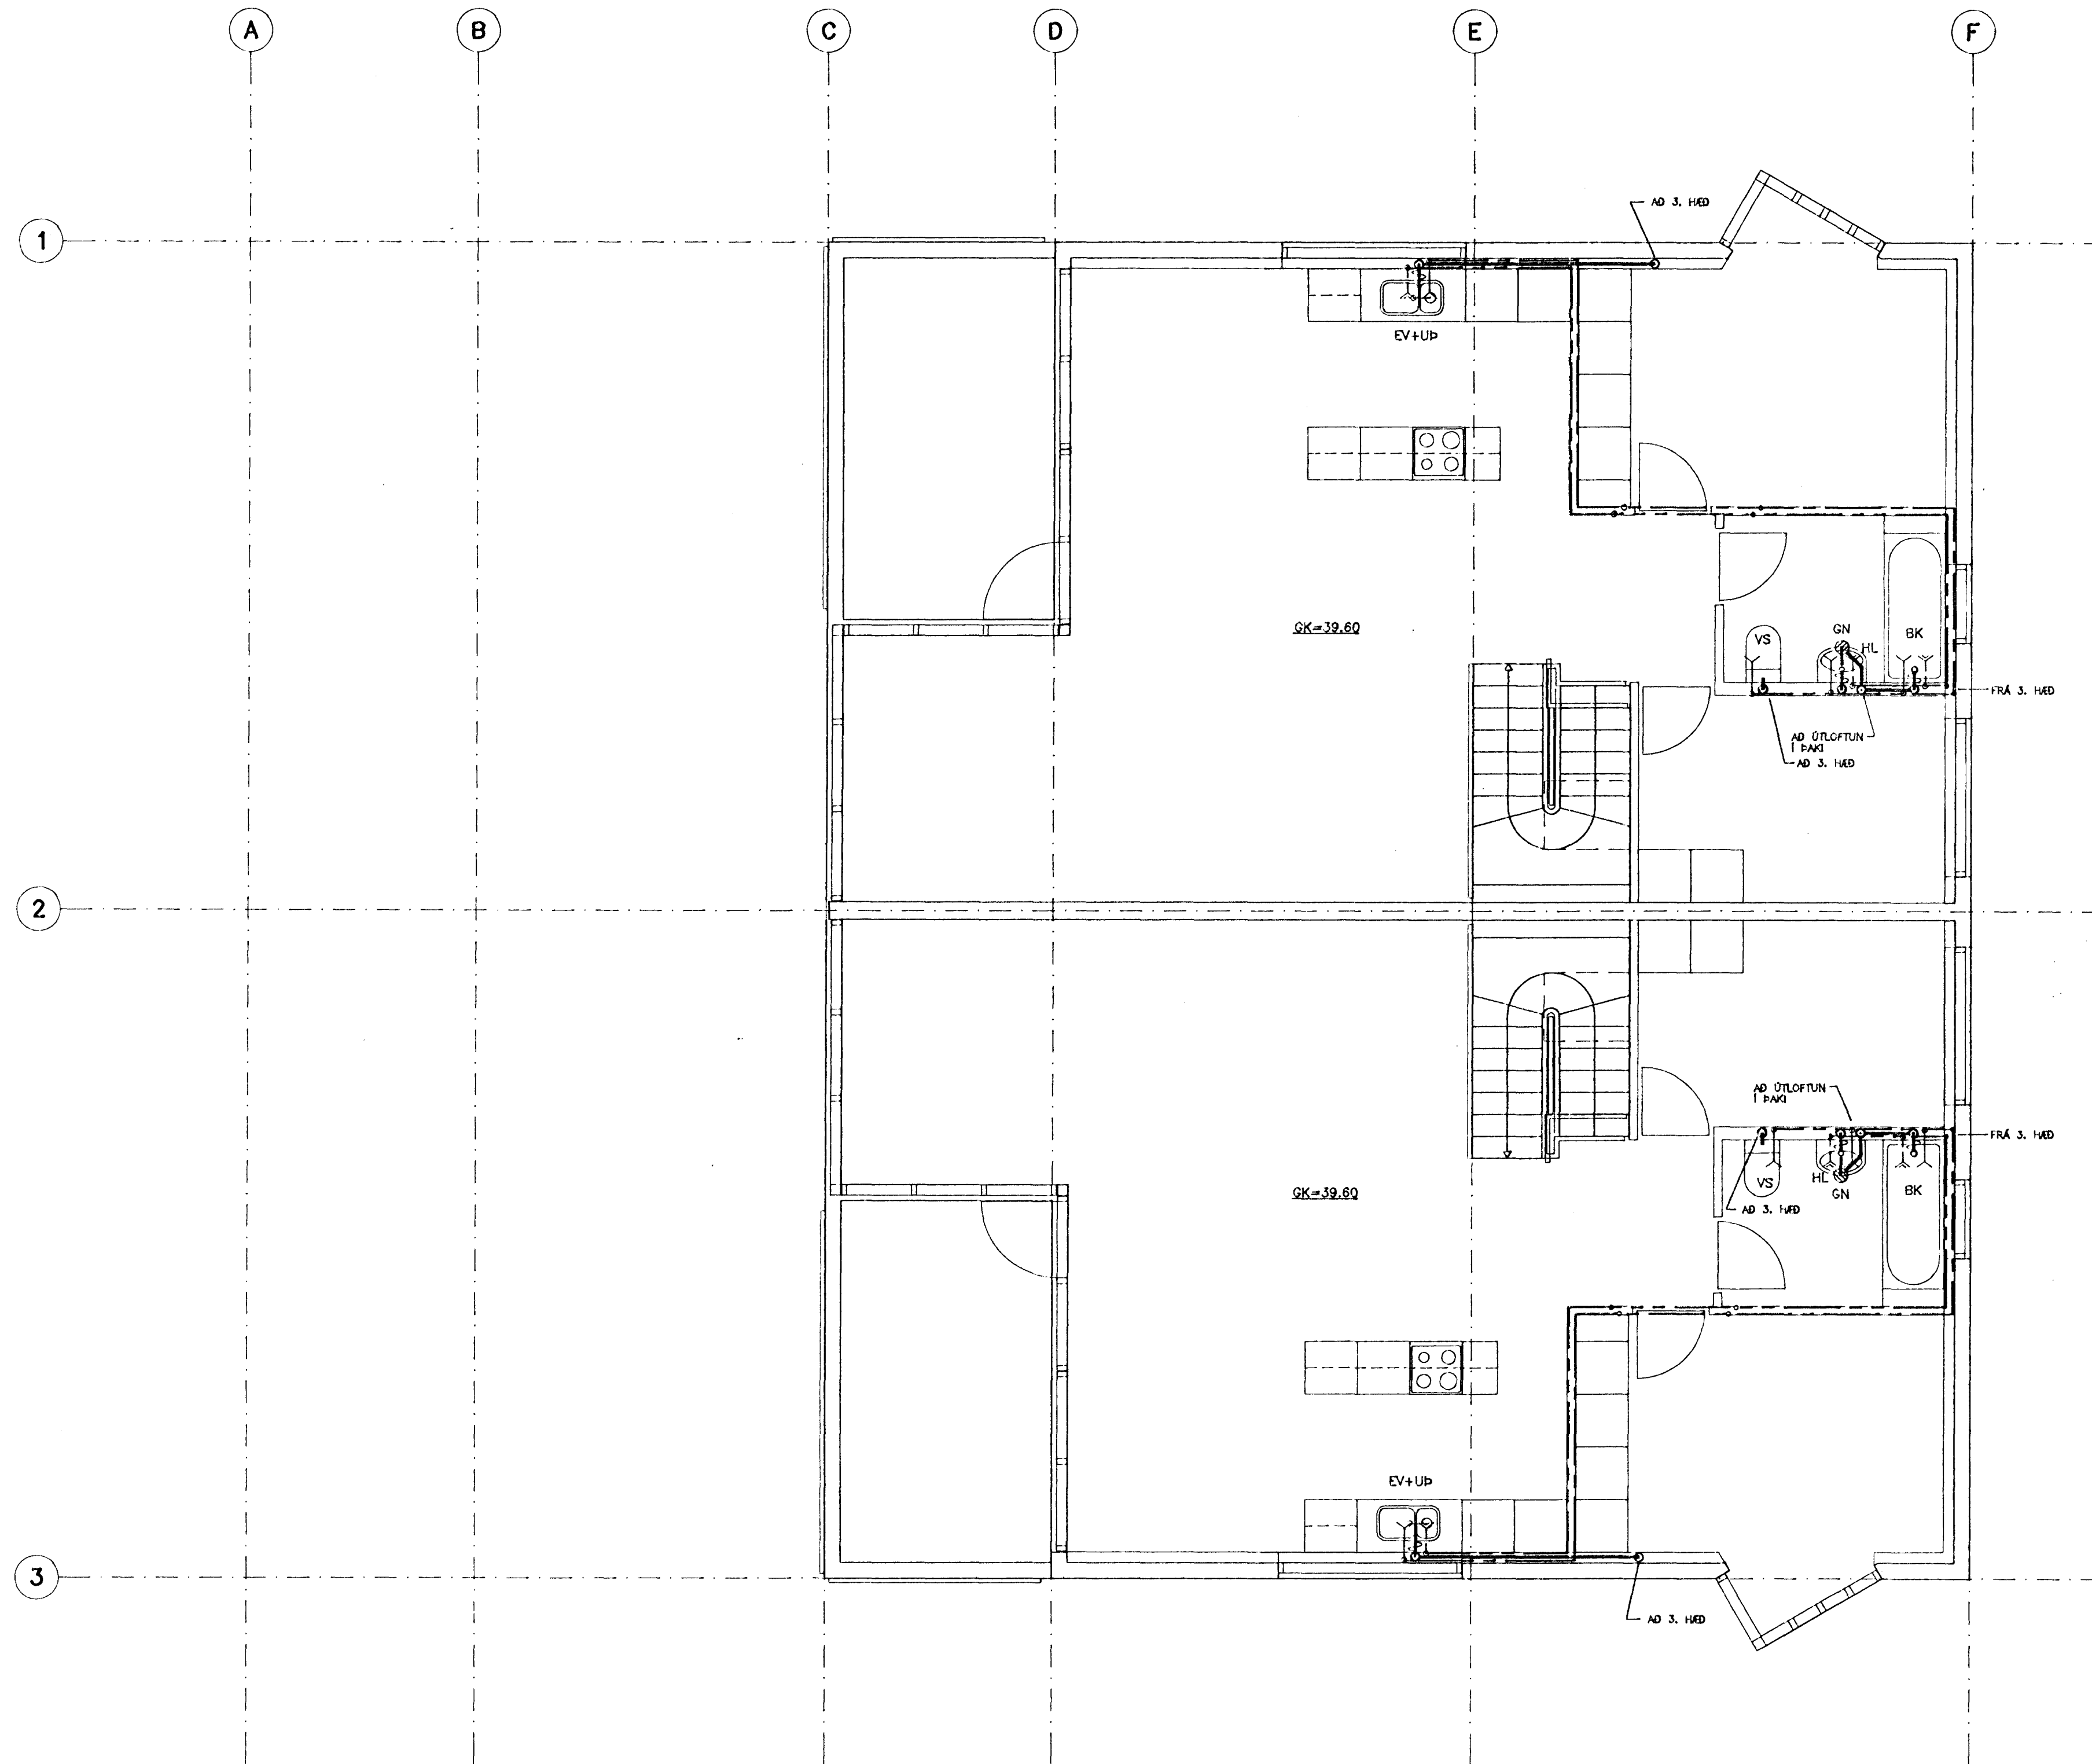 A
B
C
D
E
F
1
AÐ 3. HÆÐ
EV+UÞ
GK=39.60
VS
GN
HL
BK
FRÁ 3. HÆÐ
AÐ ÚTLOFTUN
Í ÞAKI
AÐ 3. HÆÐ
2
AÐ ÚTLOFTUN
Í ÞAKI
FRÁ 3. HÆÐ
VS
HL
GN
BK
GK=39.60
AÐ 3. HÆÐ
EV+UÞ
3
AÐ 3. HÆÐ